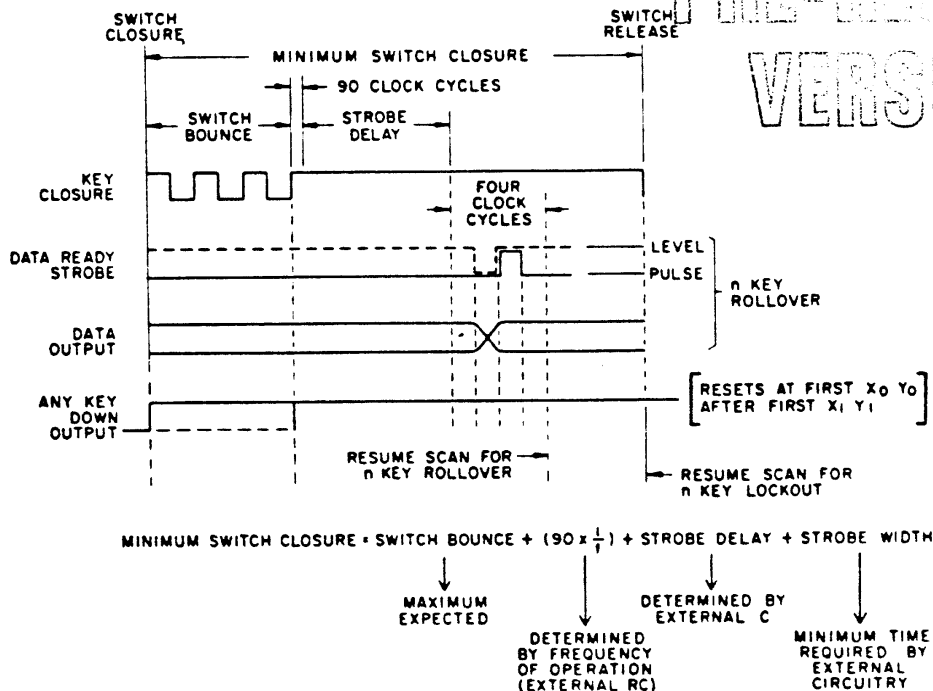 SWITCH
CLOSURE
SWITCH
RELEASE
VERS
MINIMUM SWITCH CLOSURE
90 CLOCK CYCLES
SWITCH
BOUNCE
STROBE
DELAY
KEY
CLOSURE
FOUR
CLOCK
CYCLES
DATA READY
STROBE
LEVEL
PULSE
n KEY
ROLLOVER
DATA
OUTPUT
ANY KEY
DOWN
OUTPUT
[RESETS AT FIRST X0 Y0
AFTER FIRST X1 Y1]
RESUME SCAN FOR
n KEY ROLLOVER
RESUME SCAN FOR
n KEY LOCKOUT
MINIMUM SWITCH CLOSURE = SWITCH BOUNCE + (90 x 1/f) + STROBE DELAY + STROBE WIDTH
MAXIMUM
EXPECTED
DETERMINED
BY FREQUENCY
OF OPERATION
(EXTERNAL RC)
DETERMINED BY
EXTERNAL C
MINIMUM TIME
REQUIRED BY
EXTERNAL
CIRCUITRY